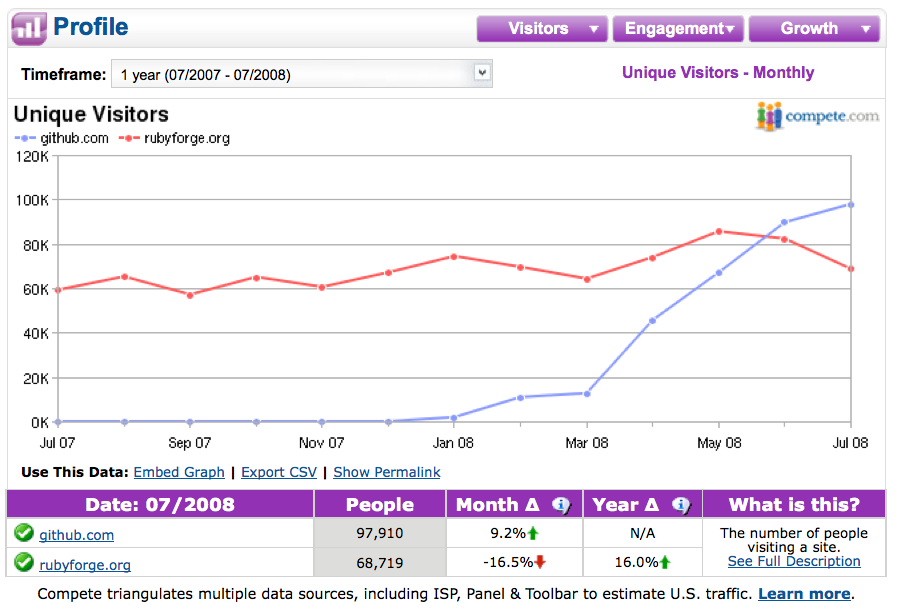 Profile
Visitors Engagement Growth
Timeframe: 1 year (07/2007 - 07/2008) Unique Visitors - Monthly
Unique Visitors
compete.com
github.com rubyforge.org
120K
100K
80K
60K
40K
20K
0K
Jul 07 Sep 07 Nov 07 Jan 08 Mar 08 May 08 Jul 08
Use This Data: Embed Graph | Export CSV | Show Permalink
Date: 07/2008 People Month Δ i Year Δ i What is this?
github.com 97,910 9.2% N/A
rubyforge.org 68,719 -16.5% 16.0%
The number of people
visiting a site.
See Full Description
Compete triangulates multiple data sources, including ISP, Panel & Toolbar to estimate U.S. traffic. Learn more.